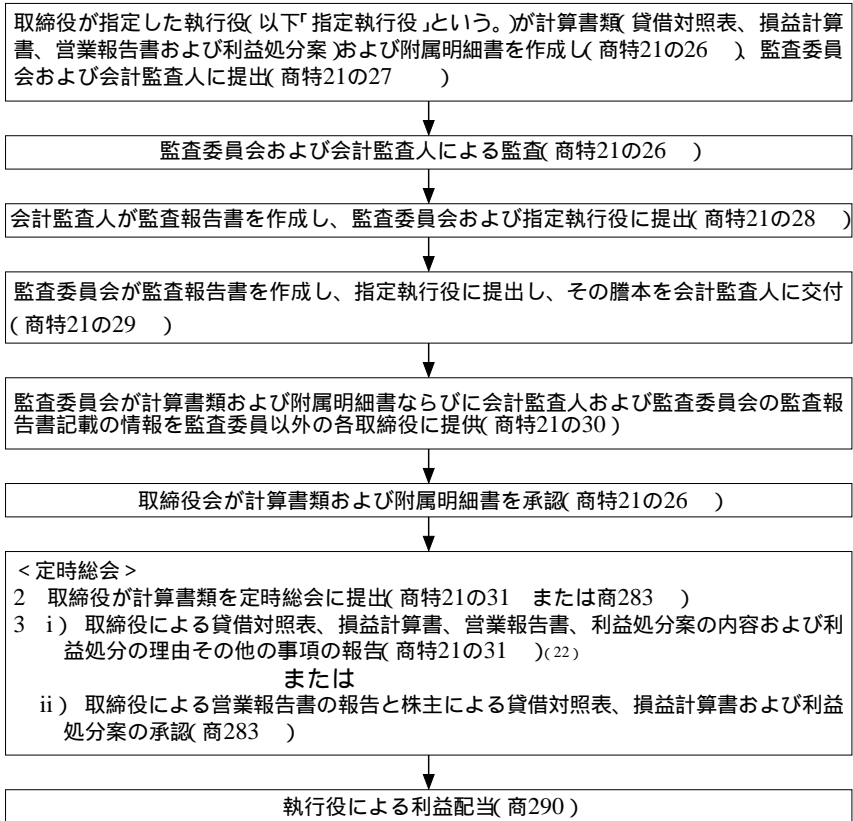 取締役が指定した執行役(以下「指定執行役」という。)が計算書類(貸借対照表、損益計算
書、営業報告書および利益処分案)および附属明細書を作成し(商特21の26 )、監査委員
会および会計監査人に提出(商特21の27 )
監査委員会および会計監査人による監査(商特21の26 )
会計監査人が監査報告書を作成し、監査委員会および指定執行役に提出(商特21の28 )
監査委員会が監査報告書を作成し、指定執行役に提出し、その謄本を会計監査人に交付
(商特21の29 )
監査委員会が計算書類および附属明細書ならびに会計監査人および監査委員会の監査報
告書記載の情報を監査委員以外の各取締役に提供(商特21の30)
取締役会が計算書類および附属明細書を承認(商特21の26 )
<定時総会>
2 取締役が計算書類を定時総会に提出(商特21の31 または商283 )
3 i) 取締役による貸借対照表、損益計算書、営業報告書、利益処分案の内容および利
益処分の理由その他の事項の報告(商特21の31 )(22)
または
ii) 取締役による営業報告書の報告と株主による貸借対照表、損益計算書および利益
処分案の承認(商283 )
執行役による利益配当(商290)